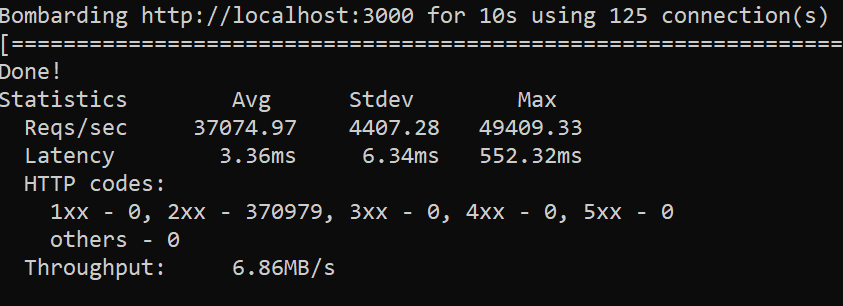 Bombarding http://localhost:3000 for 10s using 125 connection(s)
[================================================================
Done!
Statistics        Avg      Stdev        Max
  Reqs/sec     37074.97    4407.28   49409.33
  Latency        3.36ms     6.34ms   552.32ms
  HTTP codes:
    1xx - 0, 2xx - 370979, 3xx - 0, 4xx - 0, 5xx - 0
    others - 0
  Throughput:     6.86MB/s